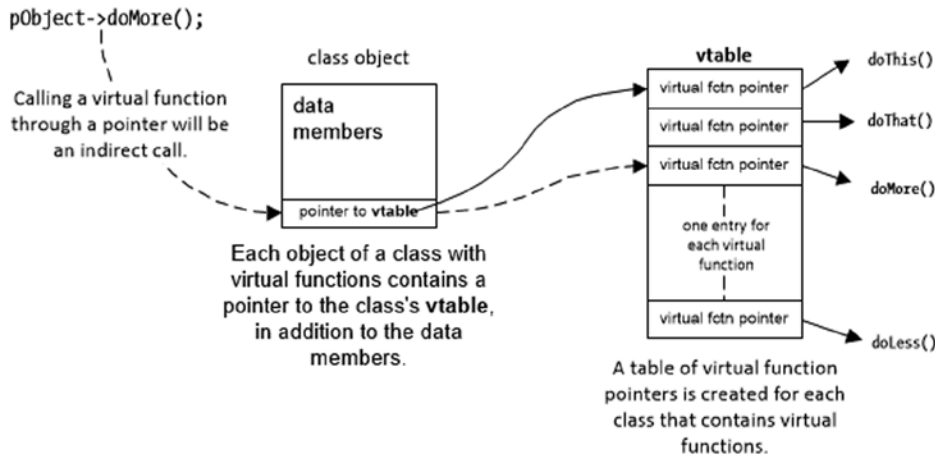 pObject->doMore();
Calling a virtual function
through a pointer will be
an indirect call.
class object
data
members
pointer to vtable
Each object of a class with
virtual functions contains a
pointer to the class's vtable,
in addition to the data
members.
vtable
virtual fctn pointer
virtual fctn pointer
virtual fctn pointer
one entry for
each virtual
function
virtual fctn pointer
doThis()
doThat()
doMore()
doLess()
A table of virtual function
pointers is created for each
class that contains virtual
functions.